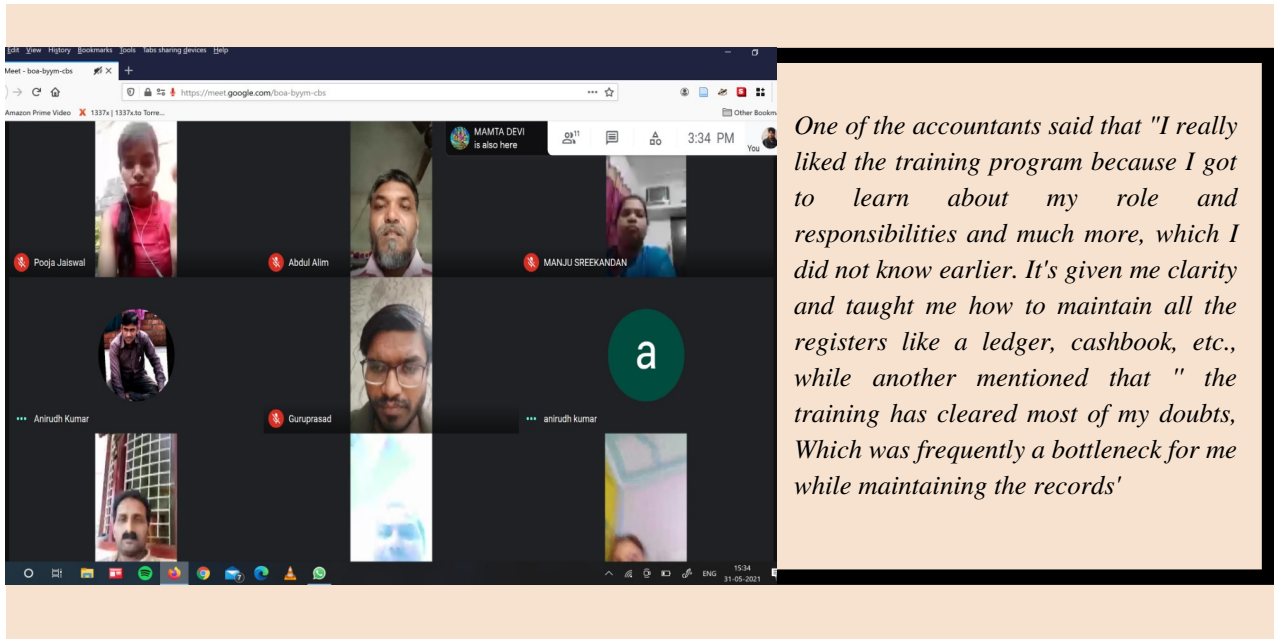 Edit View History Bookmarks Tools Tabs sharing devices Help
Meet - boa-byym-cbs
https://meet.google.com/boa-byym-cbs
Amazon Prime Video 1337x | 1337x.to Torre...
Other Bookm
MAMTA DEVI
is also here
11
3:34 PM
You
Pooja Jaiswal
Abdul Alim
MANJU SREEKANDAN
a
Anirudh Kumar
Guruprasad
anirudh kumar
7
ENG
15:34
31-05-2021
One of the accountants said that "I really
liked the training program because I got
to learn about my role and
responsibilities and much more, which I
did not know earlier. It's given me clarity
and taught me how to maintain all the
registers like a ledger, cashbook, etc.,
while another mentioned that " the
training has cleared most of my doubts,
Which was frequently a bottleneck for me
while maintaining the records'